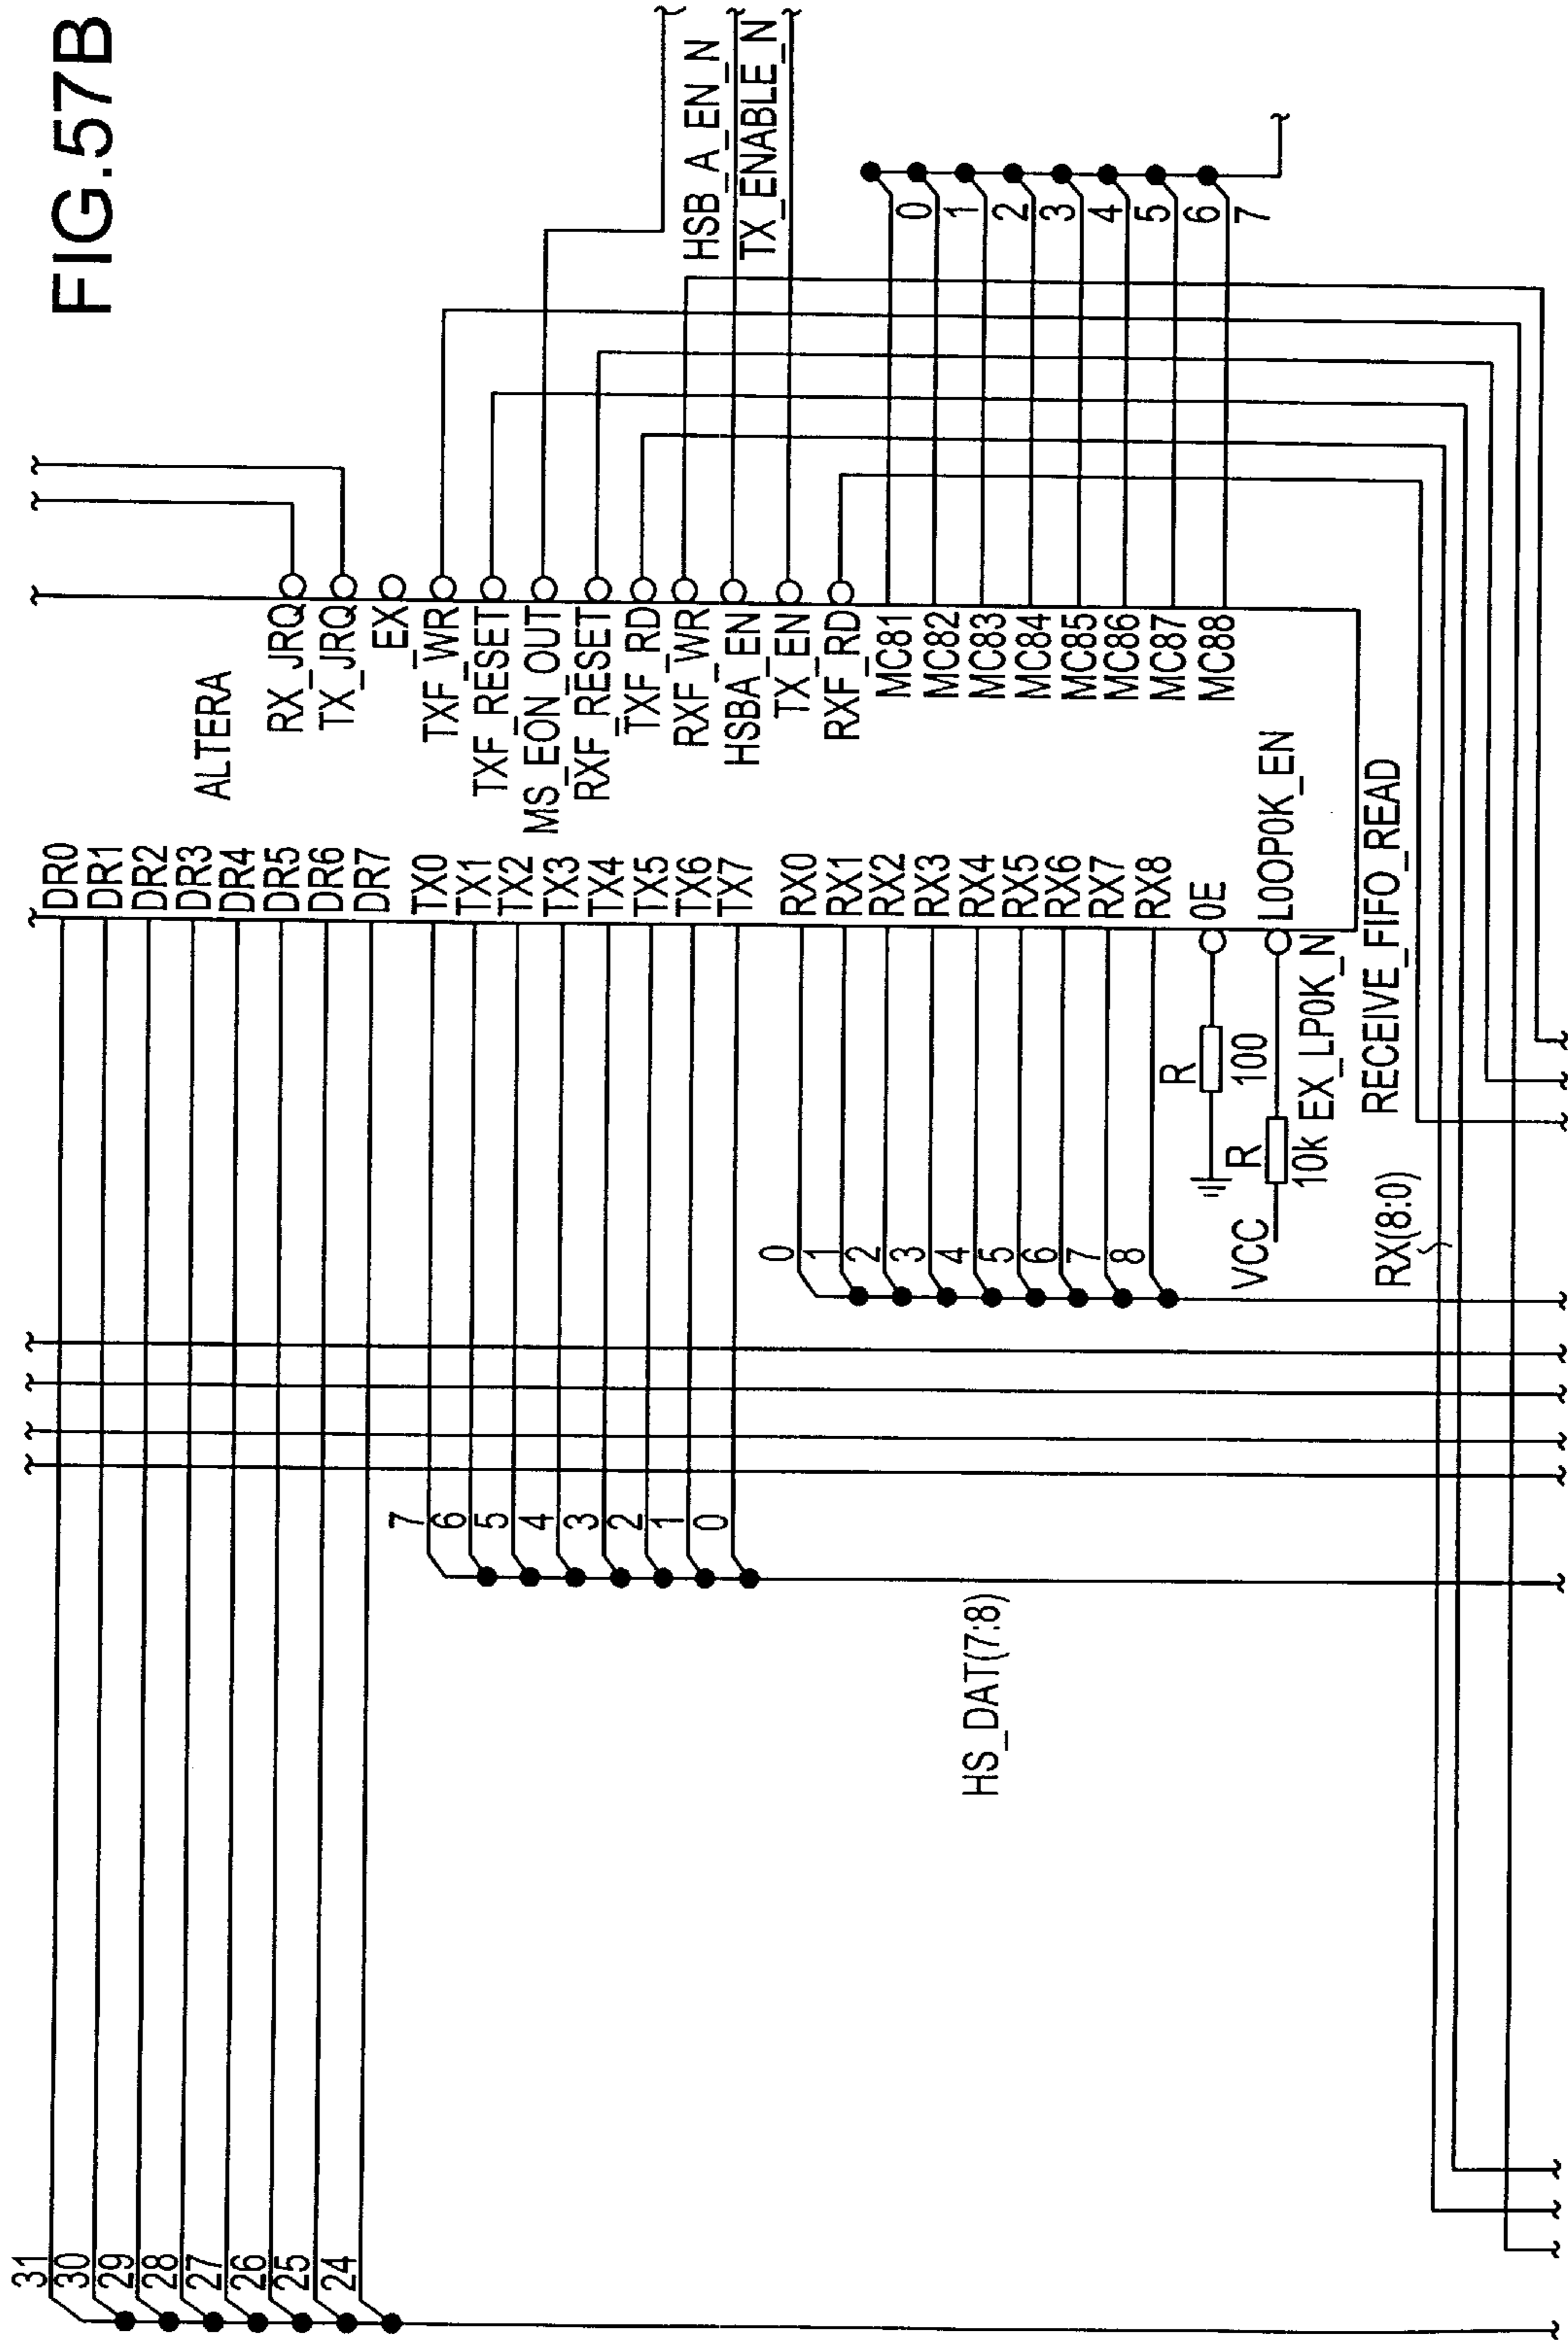 FIG.57B
ALTERA
DR0
DR1
DR2
DR3
DR4
DR5
DR6
DR7
TX0
TX1
TX2
TX3
TX4
TX5
TX6
TX7
RX0
RX1
RX2
RX3
RX4
RX5
RX6
RX7
RX8
OE
LOOP0K_EN
RX_JRQ
TX_JRQ
EX
TXF_WR
TXF_RESET
MS_EON_OUT
RXF_RESET
TXF_RD
RXF_WR
HSBA_EN
TX_EN
RXF_RD
MC81
MC82
MC83
MC84
MC85
MC86
MC87
MC88
HSB_A_EN_N
TX_ENABLE_N
0
1
2
3
4
5
6
7
31
30
29
28
27
26
25
24
7
6
5
4
3
2
1
0
0
1
2
3
4
5
6
7
8
R
100
VCC
R
10k
EX_LP0K_N
RECEIVE_FIFO_READ
RX(8:0)
HS_DAT(7:8)